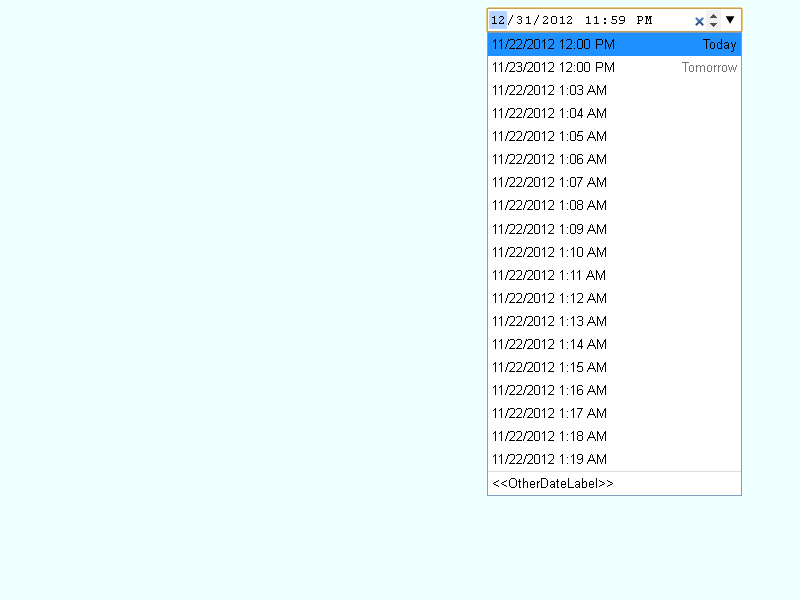 12/31/2012 11:59 PM
11/22/2012 12:00 PM Today
11/23/2012 12:00 PM Tomorrow
11/22/2012 1:03 AM
11/22/2012 1:04 AM
11/22/2012 1:05 AM
11/22/2012 1:06 AM
11/22/2012 1:07 AM
11/22/2012 1:08 AM
11/22/2012 1:09 AM
11/22/2012 1:10 AM
11/22/2012 1:11 AM
11/22/2012 1:12 AM
11/22/2012 1:13 AM
11/22/2012 1:14 AM
11/22/2012 1:15 AM
11/22/2012 1:16 AM
11/22/2012 1:17 AM
11/22/2012 1:18 AM
11/22/2012 1:19 AM
<<OtherDateLabel>>